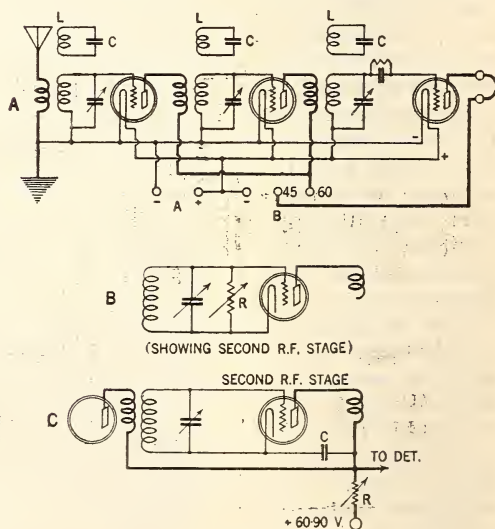 L C L C L C
A
- +
- A + - 45 60
B
B R
(SHOWING SECOND R.F. STAGE)
SECOND R.F. STAGE
C C
TO DET.
R
+ 60-90 V.